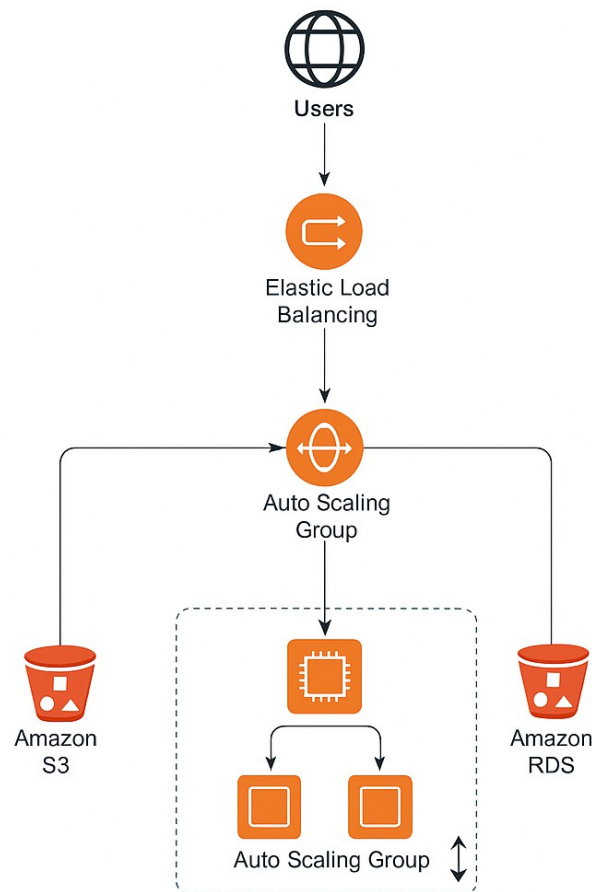 Users
Elastic Load
Balancing
Auto Scaling
Group
Amazon
S3
Amazon
RDS
Auto Scaling Group